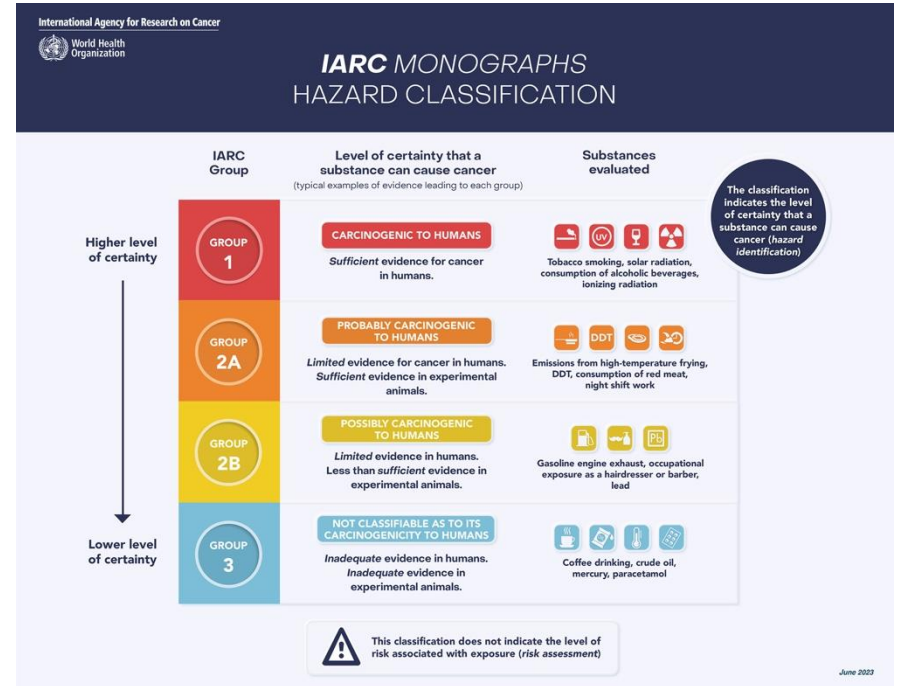 International Agency for Research on Cancer
World Health
Organization
IARC MONOGRAPHS
HAZARD CLASSIFICATION
IARC
Group
Level of certainty that a
substance can cause cancer
(typical examples of evidence leading to each group)
Substances
evaluated
The classification
indicates the level
of certainty that a
substance can cause
cancer (hazard
identification)
Higher level
of certainty
GROUP
1
CARCINOGENIC TO HUMANS
Sufficient evidence for cancer
in humans.
UV
Tobacco smoking, solar radiation,
consumption of alcoholic beverages,
ionizing radiation
GROUP
2A
PROBABLY CARCINOGENIC
TO HUMANS
Limited evidence for cancer in humans.
Sufficient evidence in experimental
animals.
DDT
Emissions from high-temperature frying,
DDT, consumption of red meat,
night shift work
GROUP
2B
POSSIBLY CARCINOGENIC
TO HUMANS
Limited evidence in humans.
Less than sufficient evidence in
experimental animals.
Pb
Gasoline engine exhaust, occupational
exposure as a hairdresser or barber,
lead
Lower level
of certainty
GROUP
3
NOT CLASSIFIABLE AS TO ITS
CARCINOGENICITY TO HUMANS
Inadequate evidence in humans.
Inadequate evidence in
experimental animals.
Coffee drinking, crude oil,
mercury, paracetamol
This classification does not indicate the level of
risk associated with exposure (risk assessment)
June 2023